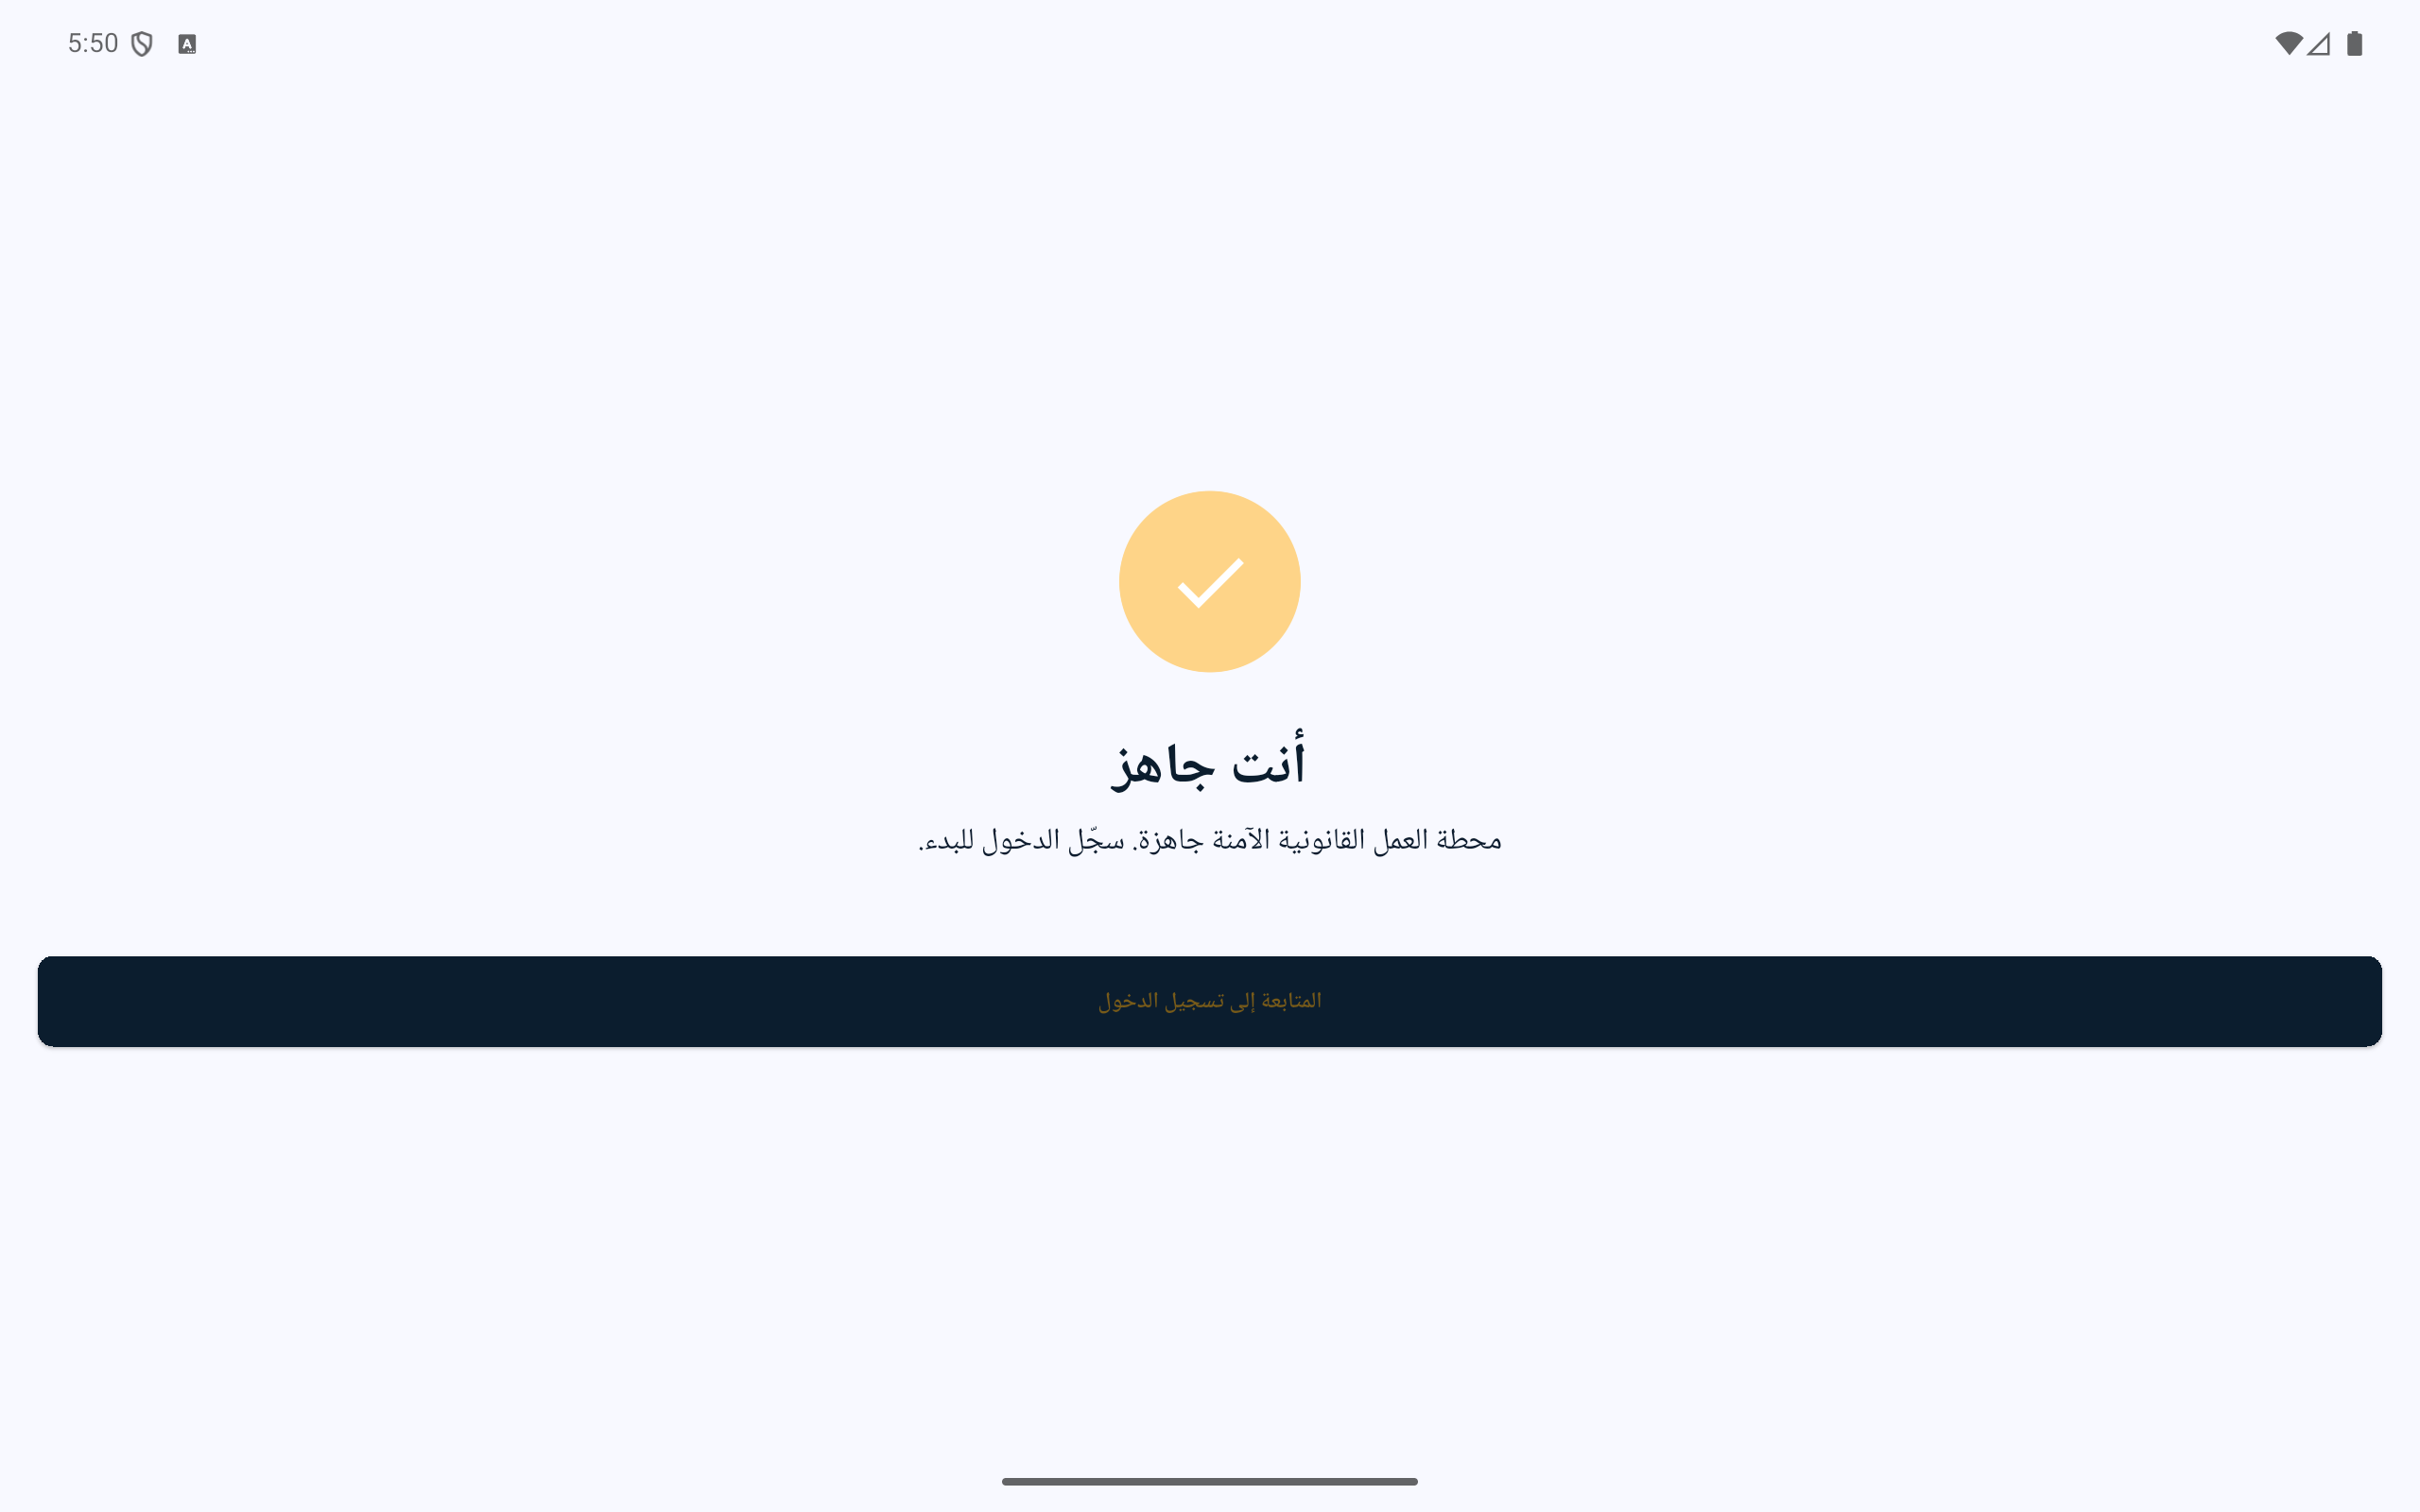 5:50
أنت جاهز
محطة العمل القانونية الآمنة جاهزة. سجّل الدخول للبدء.
المتابعة إلى تسجيل الدخول